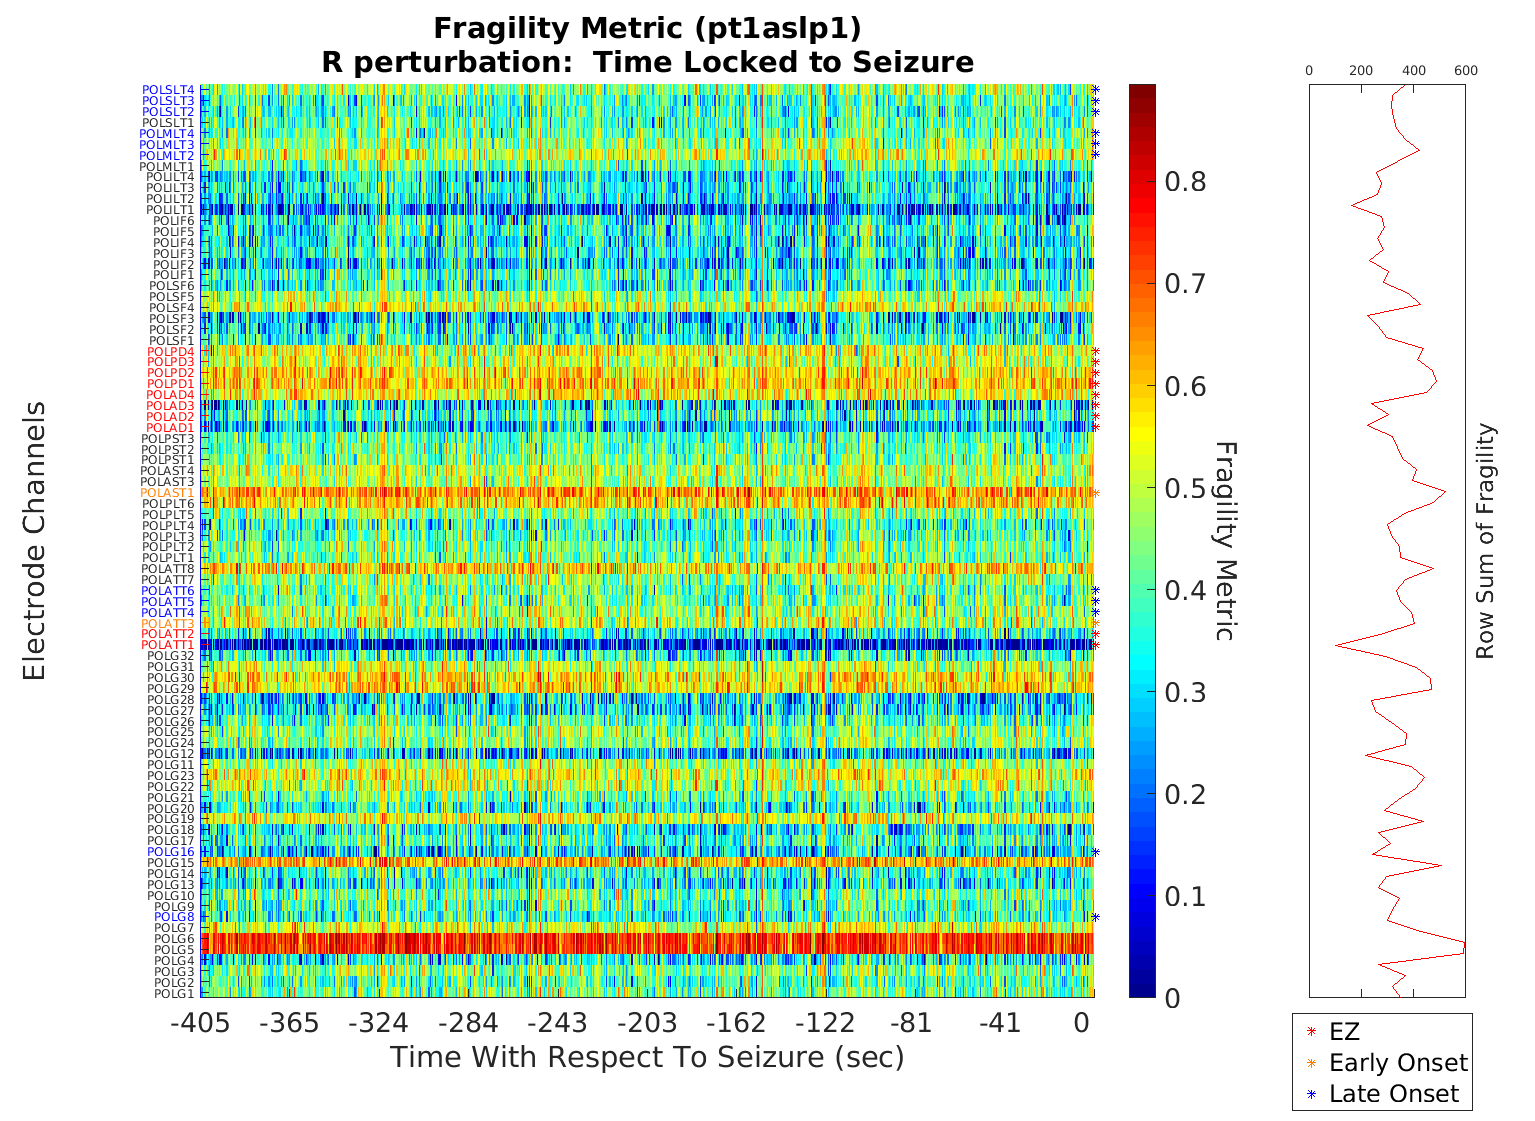 Fragility Metric (pt1aslp1)
R perturbation:  Time Locked to Seizure
Electrode Channels
POLSLT4
POLSLT3
POLSLT2
POLSLT1
POLMLT4
POLMLT3
POLMLT2
POLMLT1
POLILT4
POLILT3
POLILT2
POLILT1
POLIF6
POLIF5
POLIF4
POLIF3
POLIF2
POLIF1
POLSF6
POLSF5
POLSF4
POLSF3
POLSF2
POLSF1
POLPD4
POLPD3
POLPD2
POLPD1
POLAD4
POLAD3
POLAD2
POLAD1
POLPST3
POLPST2
POLPST1
POLAST4
POLAST3
POLAST1
POLPLT6
POLPLT5
POLPLT4
POLPLT3
POLPLT2
POLPLT1
POLATT8
POLATT7
POLATT6
POLATT5
POLATT4
POLATT3
POLATT2
POLATT1
POLG32
POLG31
POLG30
POLG29
POLG28
POLG27
POLG26
POLG25
POLG24
POLG12
POLG11
POLG23
POLG22
POLG21
POLG20
POLG19
POLG18
POLG17
POLG16
POLG15
POLG14
POLG13
POLG10
POLG9
POLG8
POLG7
POLG6
POLG5
POLG4
POLG3
POLG2
POLG1
-405 -365 -324 -284 -243 -203 -162 -122 -81 -41 0
Time With Respect To Seizure (sec)
0.8
0.7
0.6
0.5
0.4
0.3
0.2
0.1
0
Fragility Metric
0 200 400 600
Row Sum of Fragility
EZ
Early Onset
Late Onset